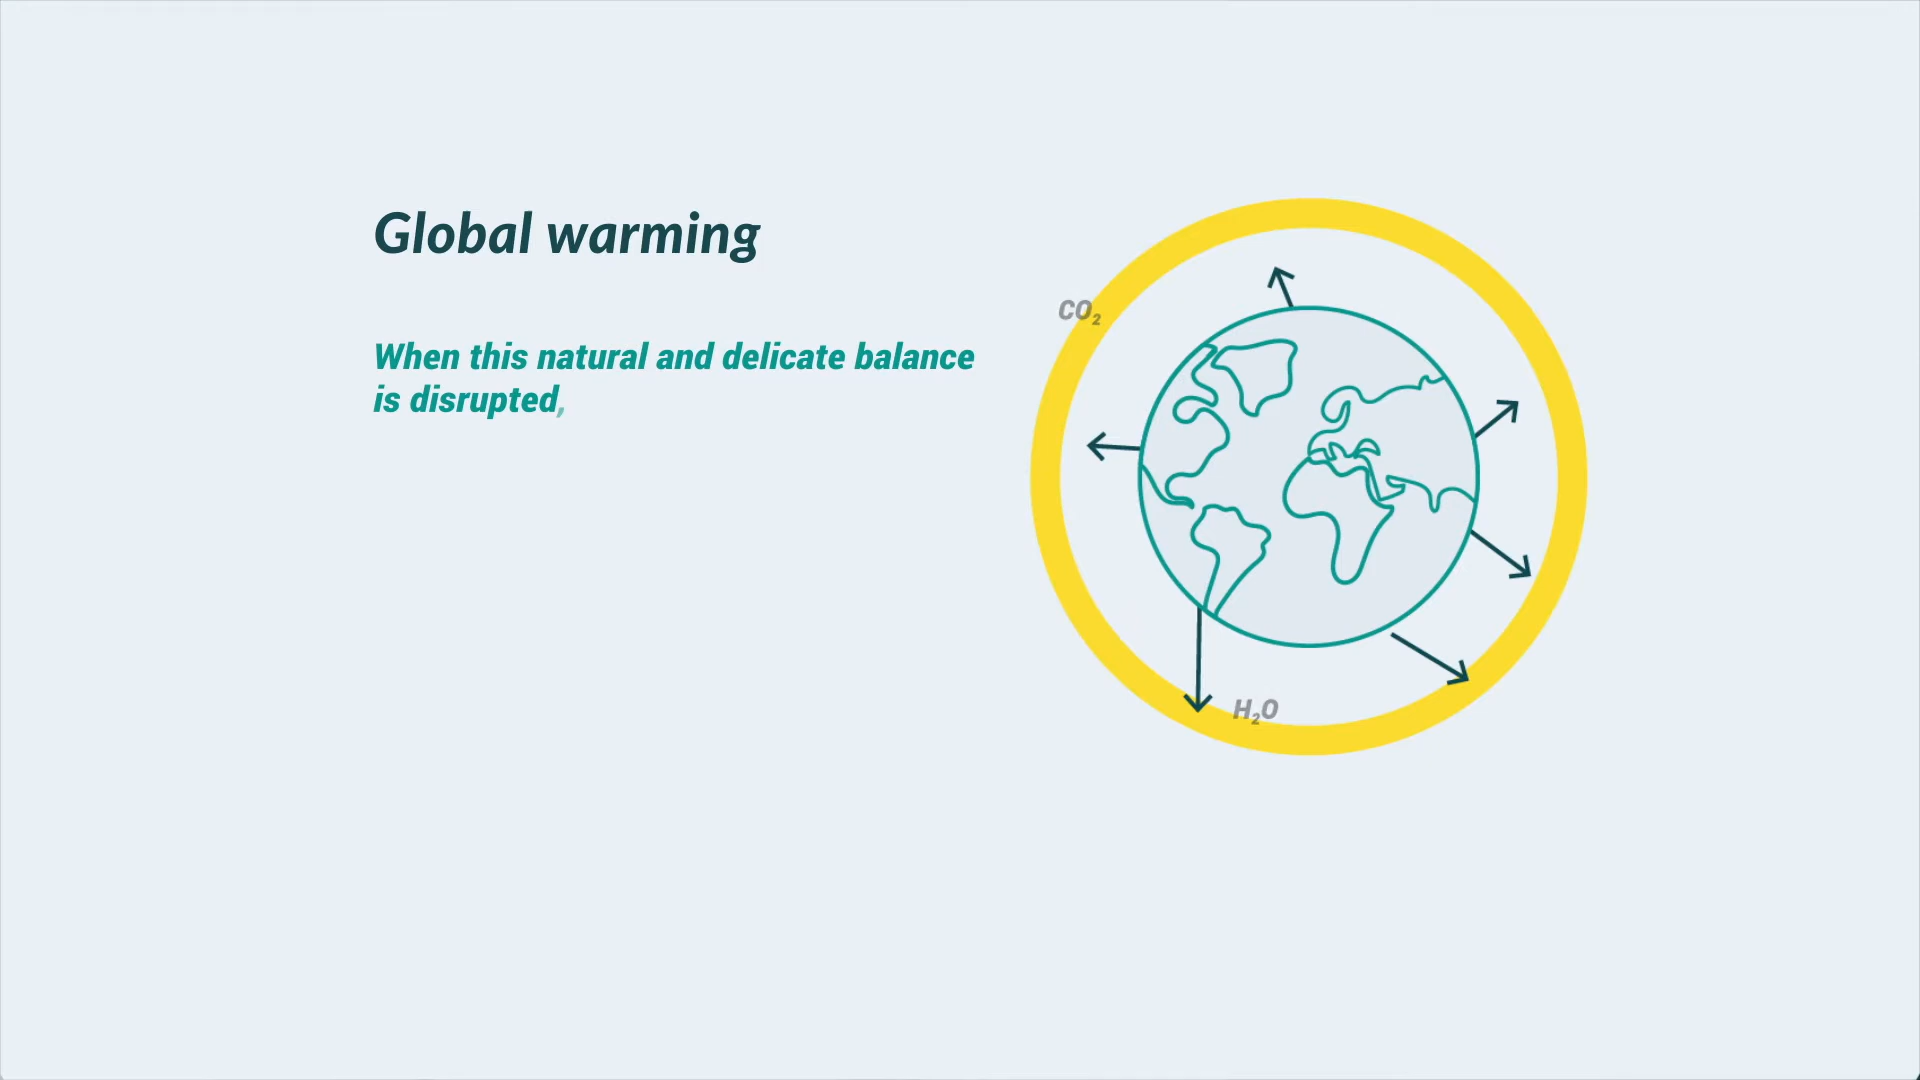 Global warming
When this natural and delicate balance
is disrupted,
CO₂
H₂O